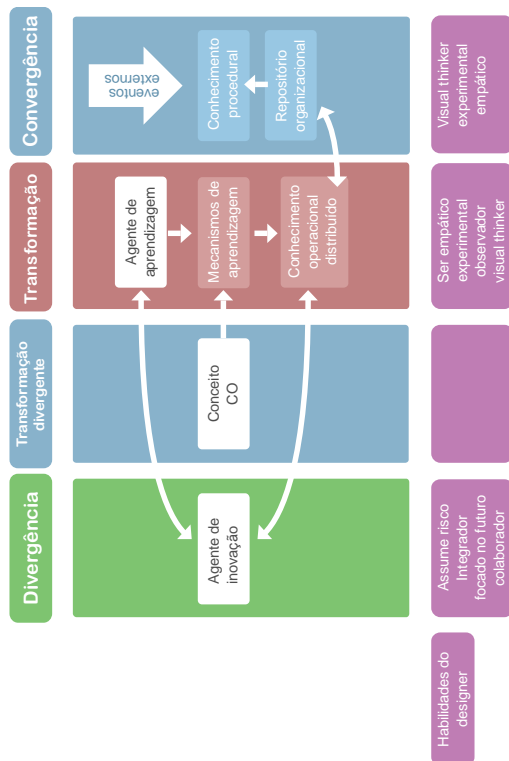 Divergência
Transformação
divergente
Transformação
Convergência
eventos
externos
Agente de
aprendizagem
Agente de
inovação
Conceito
CO
Mecanismos de
aprendizagem
Conhecimento
procedural
Conhecimento
operacional
distribuído
Repositório
organizacional
Habilidades do
designer
Assume risco
Integrador
focado no futuro
colaborador
Ser empático
experimental
observador
visual thinker
Visual thinker
experimental
empático